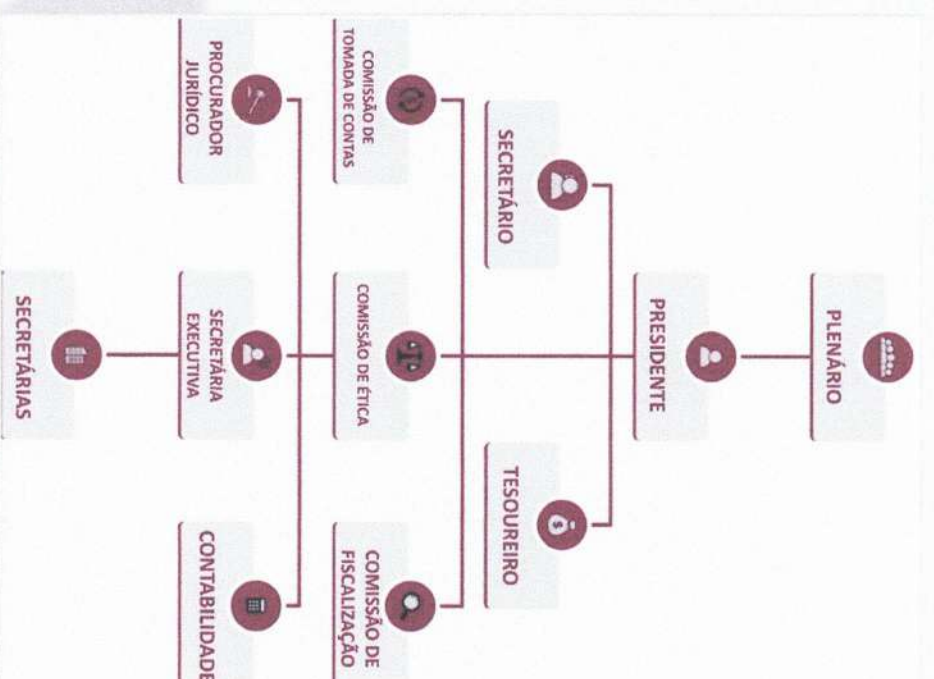 PLENÁRIO
PRESIDENTE
SECRETÁRIO
TESOUREIRO
COMISSÃO DE
TOMADA DE CONTAS
COMISSÃO DE ÉTICA
COMISSÃO DE
FISCALIZAÇÃO
PROCURADOR
JURÍDICO
SECRETÁRIA
EXECUTIVA
CONTABILIDADE
SECRETÁRIAS